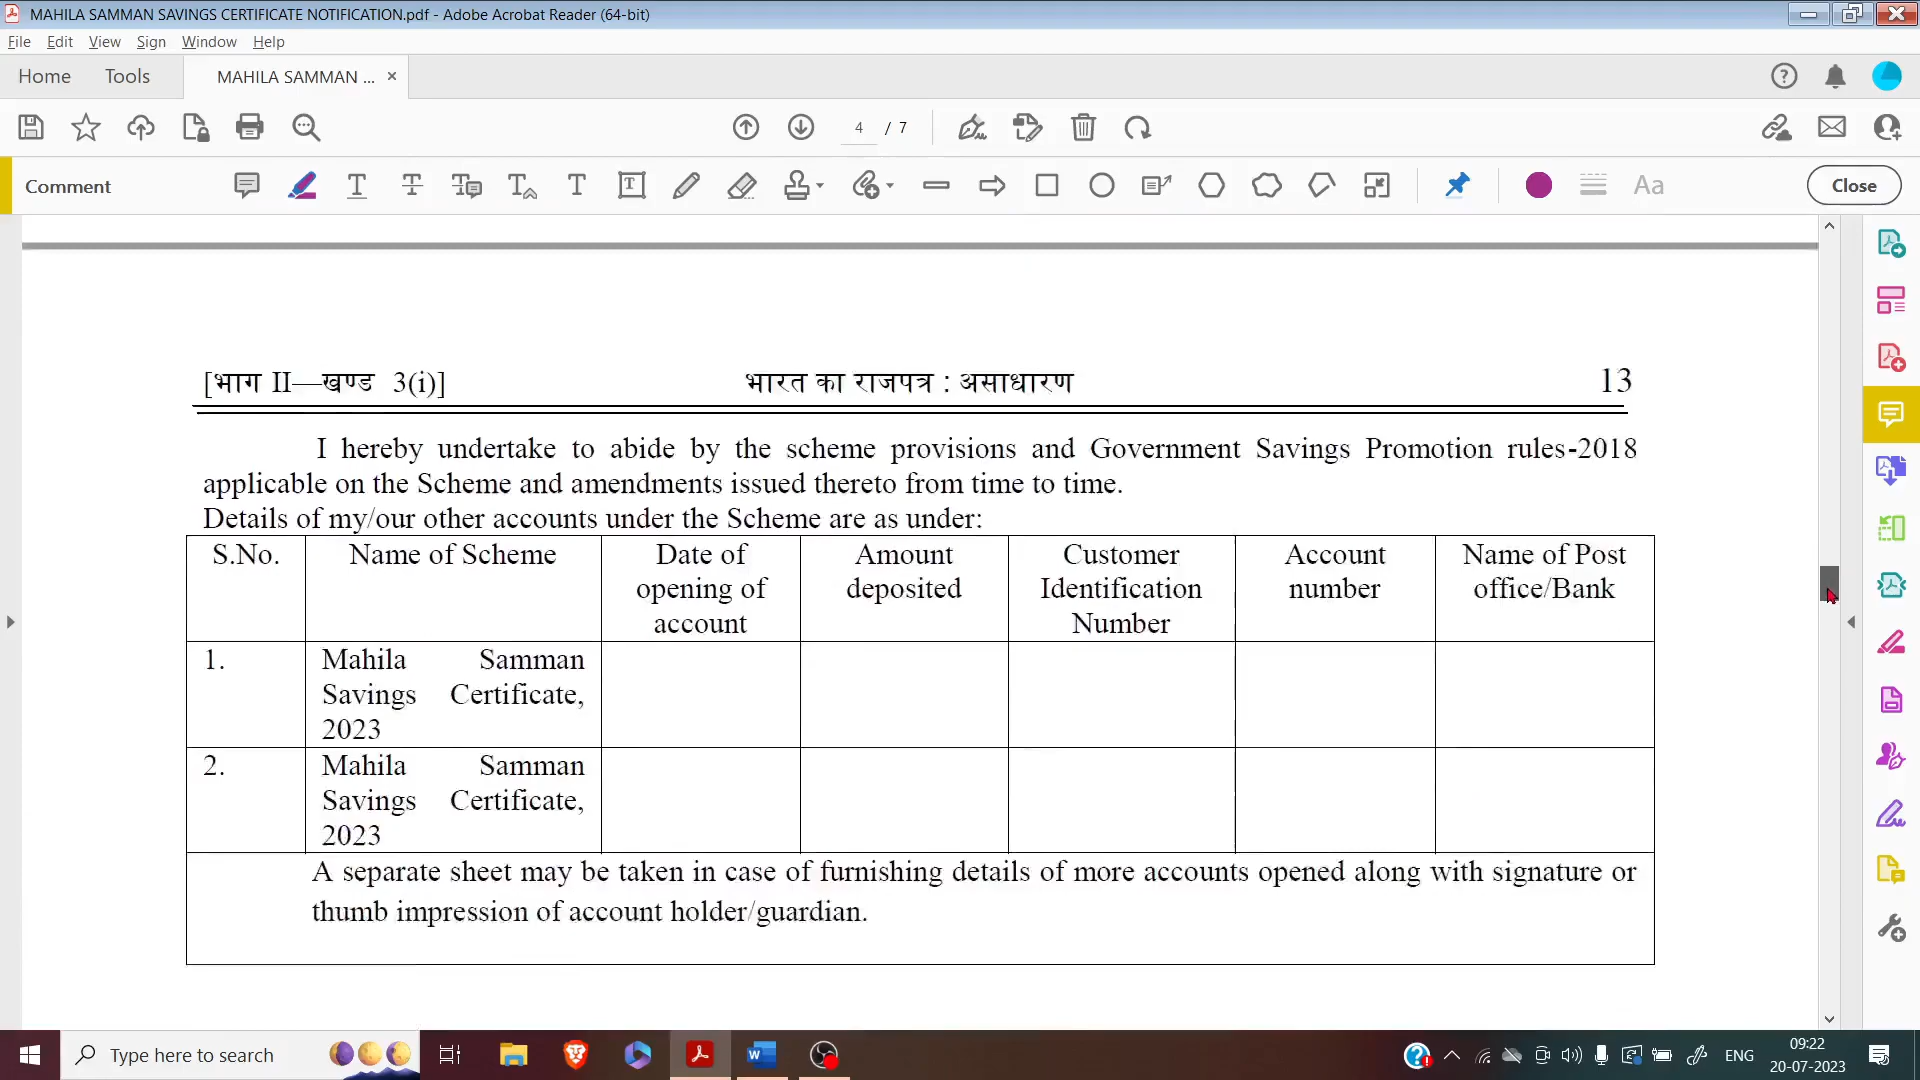 MAHILA SAMMAN SAVINGS CERTIFICATE NOTIFICATION.pdf - Adobe Acrobat Reader (64-bit)
File Edit View Sign Window Help
Home Tools MAHILA SAMMAN ... ×
4 / 7
Comment
Aa
Close
[भाग II—खण्ड 3(i)] भारत का राजपत्र : असाधारण 13
I hereby undertake to abide by the scheme provisions and Government Savings Promotion rules-2018
applicable on the Scheme and amendments issued thereto from time to time.
Details of my/our other accounts under the Scheme are as under:
S.No. Name of Scheme Date of opening of account Amount deposited Customer Identification Number Account number Name of Post office/Bank
1. Mahila Samman
Savings Certificate,
2023
2. Mahila Samman
Savings Certificate,
2023
A separate sheet may be taken in case of furnishing details of more accounts opened along with signature or
thumb impression of account holder/guardian.
Type here to search
ENG
09:22
20-07-2023